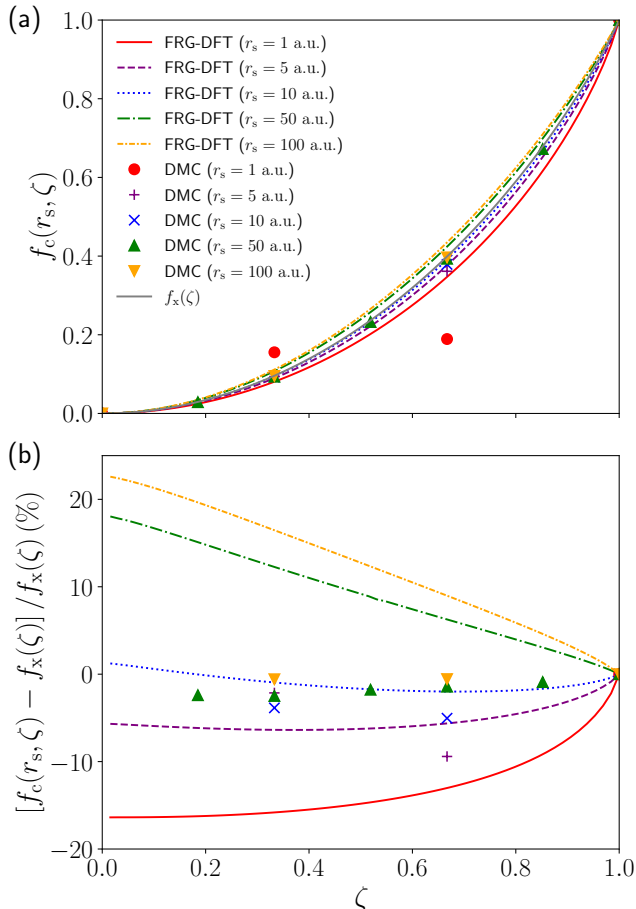 (a)
1.0
0.8
0.6
0.4
0.2
0.0
f_c(r_s, ζ)
FRG-DFT (r_s = 1 a.u.)
FRG-DFT (r_s = 5 a.u.)
FRG-DFT (r_s = 10 a.u.)
FRG-DFT (r_s = 50 a.u.)
FRG-DFT (r_s = 100 a.u.)
DMC (r_s = 1 a.u.)
DMC (r_s = 5 a.u.)
DMC (r_s = 10 a.u.)
DMC (r_s = 50 a.u.)
DMC (r_s = 100 a.u.)
f_x(ζ)
(b)
20
10
0
−10
−20
[f_c(r_s, ζ) − f_x(ζ)] / f_x(ζ) (%)
0.0 0.2 0.4 0.6 0.8 1.0
ζ